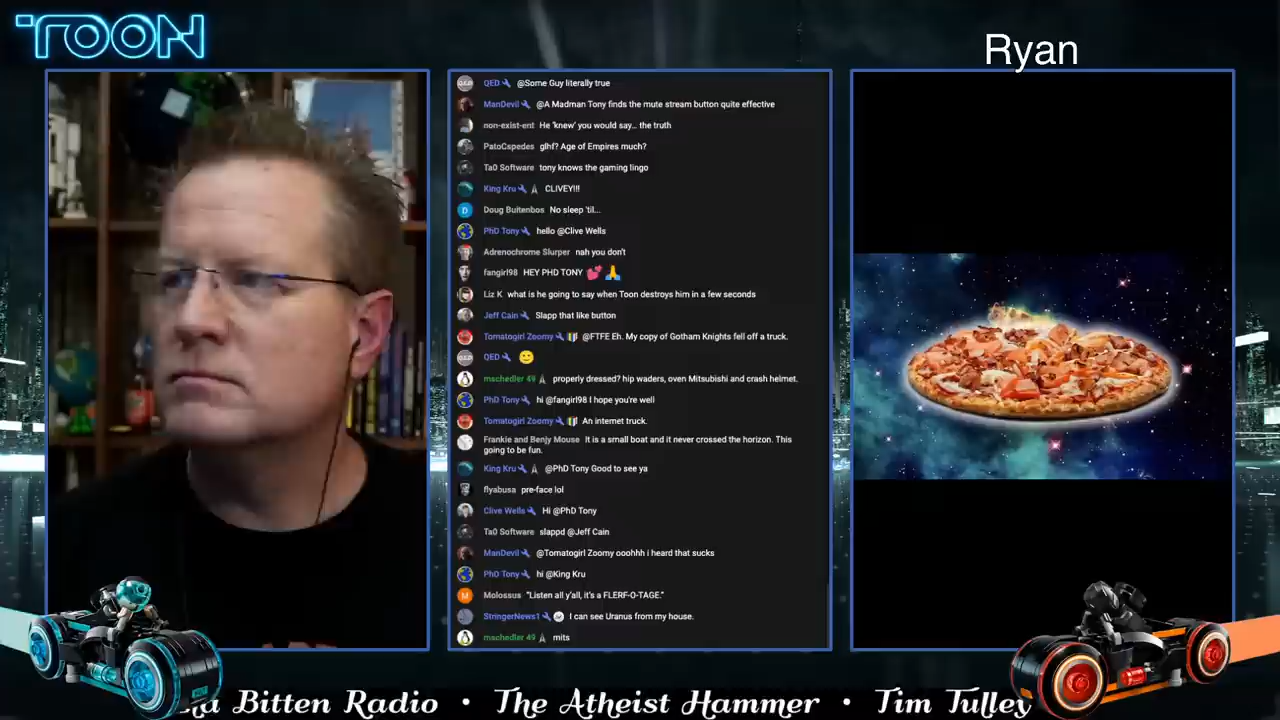 TOON
Ryan
QED @Some Guy literally true
ManDevil @A Madman Tony finds the mute stream button quite effective
non-exist-ent He 'knew' you would say... the truth
PatoCspedes glhf? Age of Empires much?
Ta0 Software tony knows the gaming lingo
King Kru CLIVEY!!!
D Doug Buitenbos No sleep 'til...
PhD Tony hello @Clive Wells
Adrenochrome Slurper nah you don't
fangirl98 HEY PHD TONY 💕 🙏
Liz K what is he going to say when Toon destroys him in a few seconds
Jeff Cain Slapp that like button
Tomatogirl Zoomy @FTFE Eh. My copy of Gotham Knights fell off a truck.
QED 🙂
mschedler 49 properly dressed? hip waders, oven Mitsubishi and crash helmet.
PhD Tony hi @fangirl98 I hope you're well
Tomatogirl Zoomy An internet truck.
Frankie and Benjy Mouse It is a small boat and it never crossed the horizon. This
going to be fun.
King Kru @PhD Tony Good to see ya
flyabusa pre-face lol
Clive Wells Hi @PhD Tony
Ta0 Software slappd @Jeff Cain
ManDevil @Tomatogirl Zoomy ooohhh i heard that sucks
PhD Tony hi @King Kru
M Molossus "Listen all y'all, it's a FLERF-O-TAGE."
StringerNews1 I can see Uranus from my house.
mschedler 49 mits
Bitten Radio • The Atheist Hammer • Tim Tulley